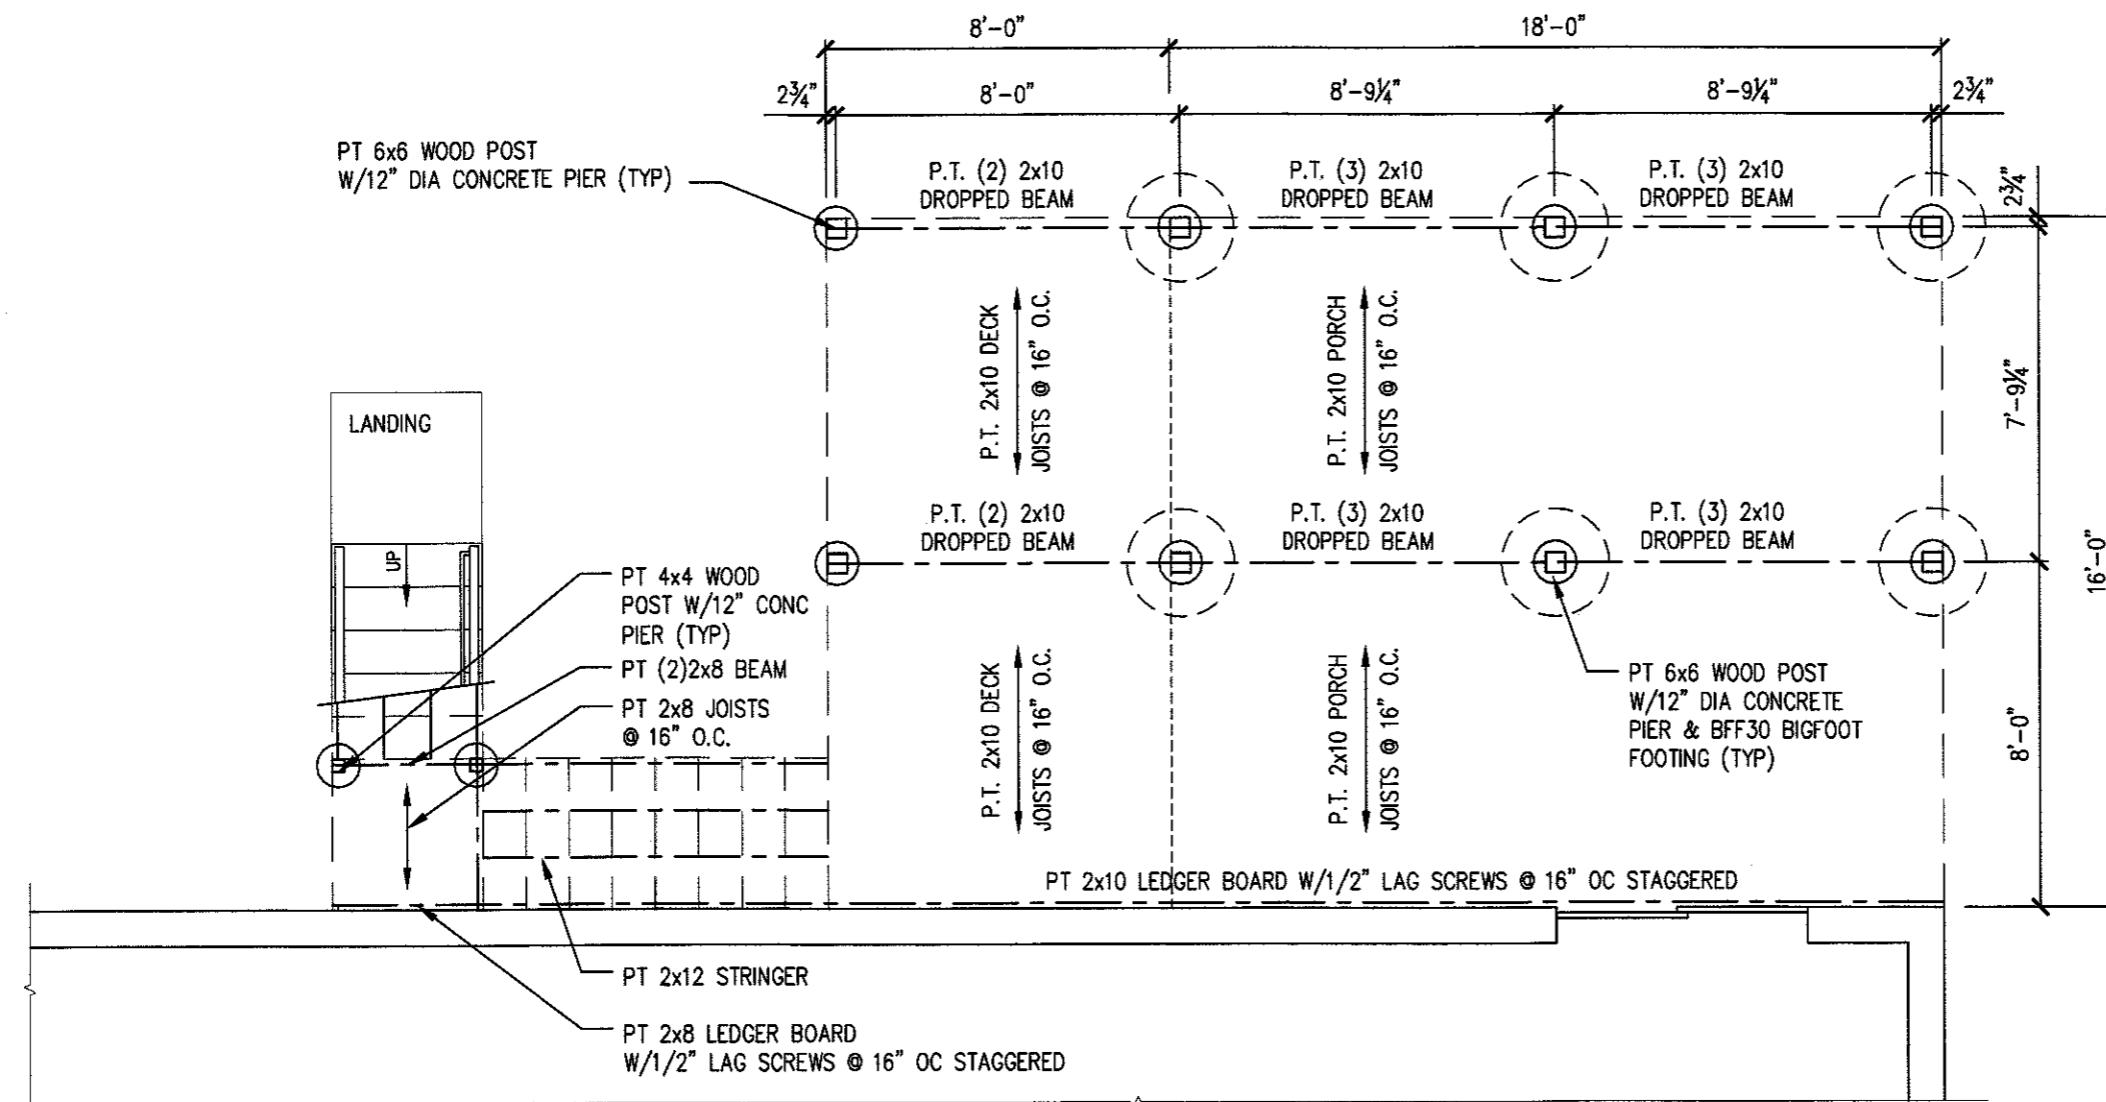 8'-0"
18'-0"
2¾"
8'-0"
8'-9¼"
8'-9¼"
2¾"
PT 6x6 WOOD POST
W/12" DIA CONCRETE PIER (TYP)
P.T. (2) 2x10
DROPPED BEAM
P.T. (3) 2x10
DROPPED BEAM
P.T. (3) 2x10
DROPPED BEAM
2¾"
P.T. 2x10 DECK
JOISTS @ 16" O.C.
P.T. 2x10 PORCH
JOISTS @ 16" O.C.
7'-9¼"
LANDING
UP
P.T. (2) 2x10
DROPPED BEAM
P.T. (3) 2x10
DROPPED BEAM
P.T. (3) 2x10
DROPPED BEAM
16'-0"
PT 4x4 WOOD
POST W/12" CONC
PIER (TYP)
PT (2)2x8 BEAM
PT 2x8 JOISTS
@ 16" O.C.
P.T. 2x10 DECK
JOISTS @ 16" O.C.
P.T. 2x10 PORCH
JOISTS @ 16" O.C.
PT 6x6 WOOD POST
W/12" DIA CONCRETE
PIER & BFF30 BIGFOOT
FOOTING (TYP)
8'-0"
PT 2x10 LEDGER BOARD W/1/2" LAG SCREWS @ 16" OC STAGGERED
PT 2x12 STRINGER
PT 2x8 LEDGER BOARD
W/1/2" LAG SCREWS @ 16" OC STAGGERED